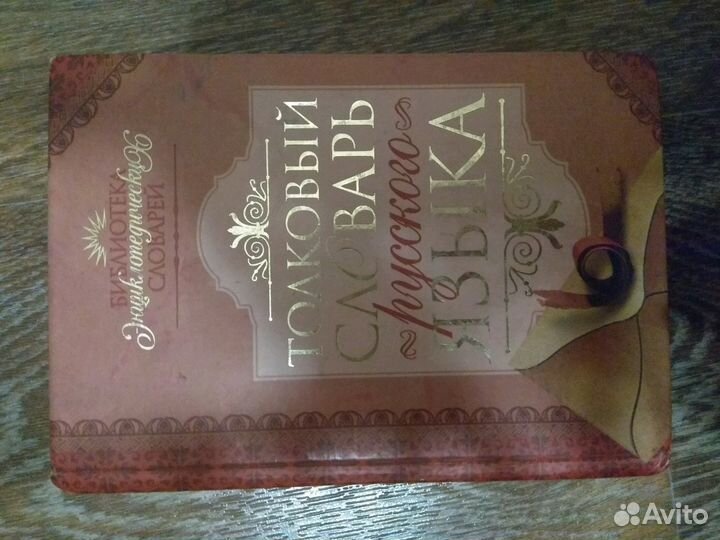 БИБЛИОТЕКА
Энциклопедических
СЛОВАРЕЙ
ТОЛКОВЫЙ
СЛОВАРЬ
русского
ЯЗЫКА
Avito